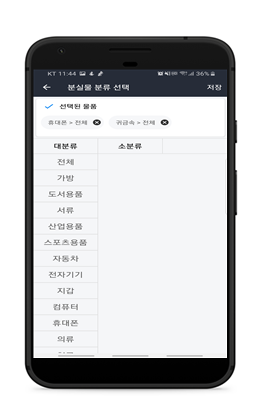 KT 11:44 36%
분실물 분류 선택 저장
선택된 물품
휴대폰 > 전체 귀금속 > 전체
대분류 소분류
전체
가방
도서용품
서류
산업용품
스포츠용품
자동차
전자기기
지갑
컴퓨터
휴대폰
의류